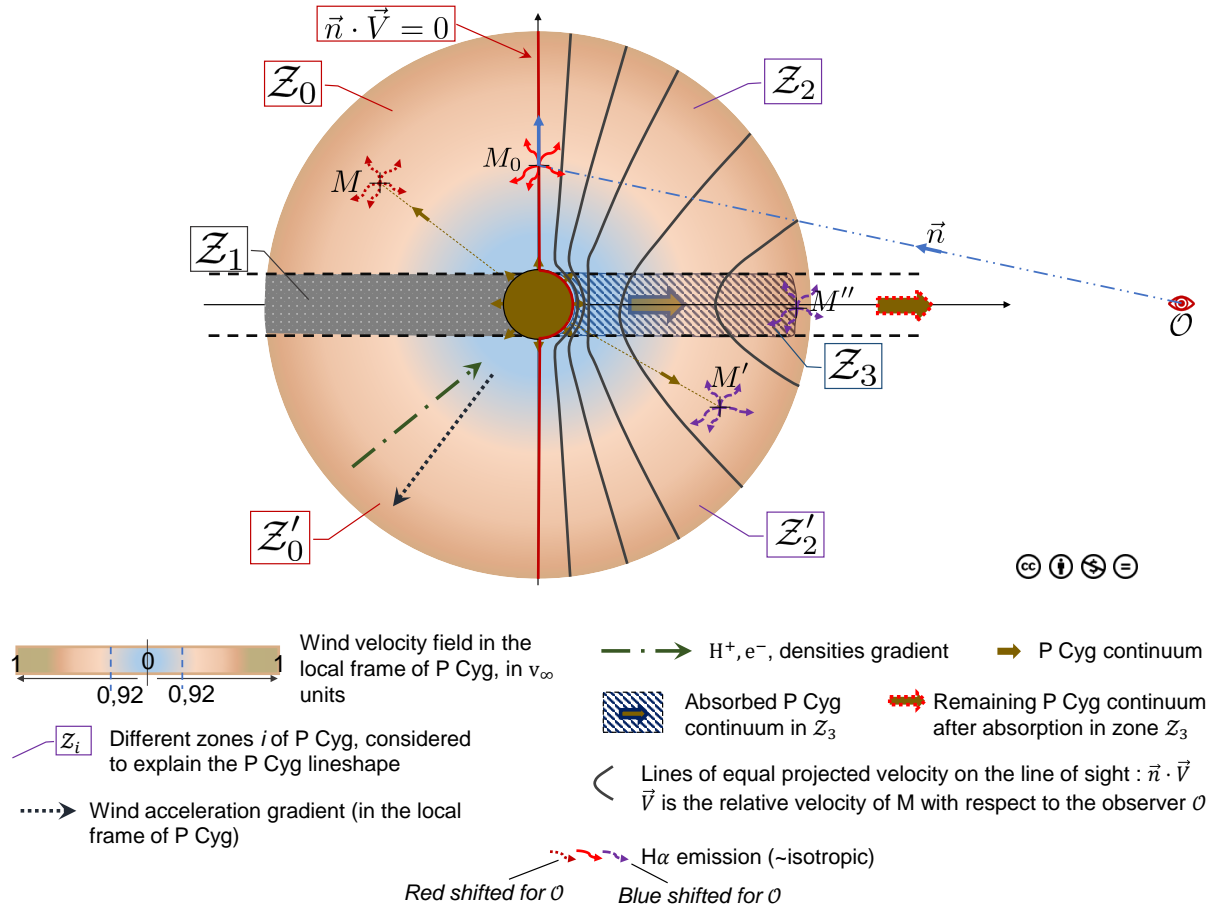 n⃗ · V⃗ = 0
𝒵₀
𝒵₂
M₀
M
𝒵₁
n⃗
M′′
𝒪
𝒵₃
M′
𝒵′₀
𝒵′₂
cc
$
=
1 0 1
0,92 0,92
Wind velocity field in the
local frame of P Cyg, in v∞
units
𝒵ᵢ
Different zones i of P Cyg, considered
to explain the P Cyg lineshape
Wind acceleration gradient (in the local
frame of P Cyg)
H⁺, e⁻, densities gradient
P Cyg continuum
Absorbed P Cyg
continuum in 𝒵₃
Remaining P Cyg continuum
after absorption in zone 𝒵₃
Lines of equal projected velocity on the line of sight : n⃗ · V⃗
V⃗ is the relative velocity of M with respect to the observer 𝒪
Hα emission (~isotropic)
Red shifted for 𝒪
Blue shifted for 𝒪